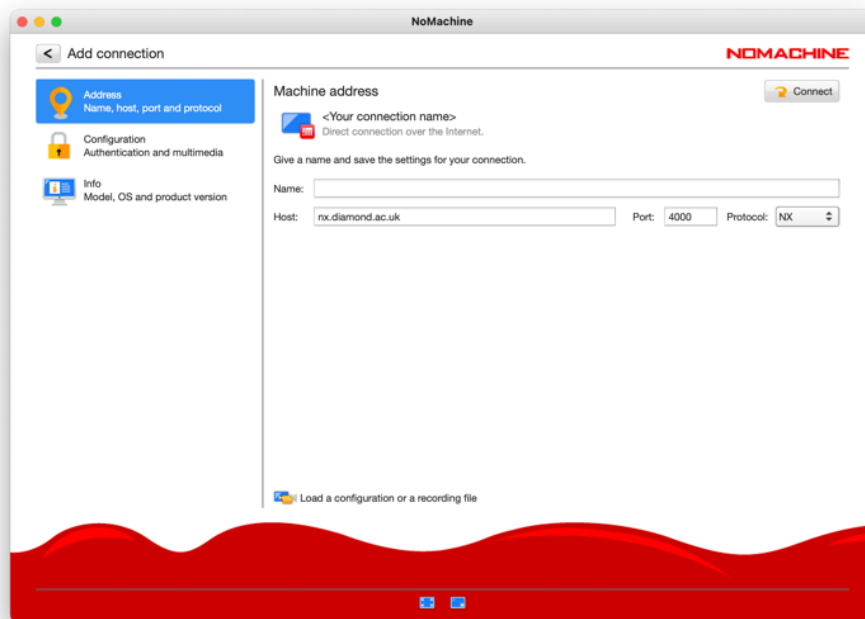 NoMachine
< Add connection
NOMACHINE
Address
Name, host, port and protocol
Configuration
Authentication and multimedia
Info
Model, OS and product version
Machine address
Connect
<Your connection name>
Direct connection over the Internet.
Give a name and save the settings for your connection.
Name:
Host: nx.diamond.ac.uk Port: 4000 Protocol: NX
Load a configuration or a recording file